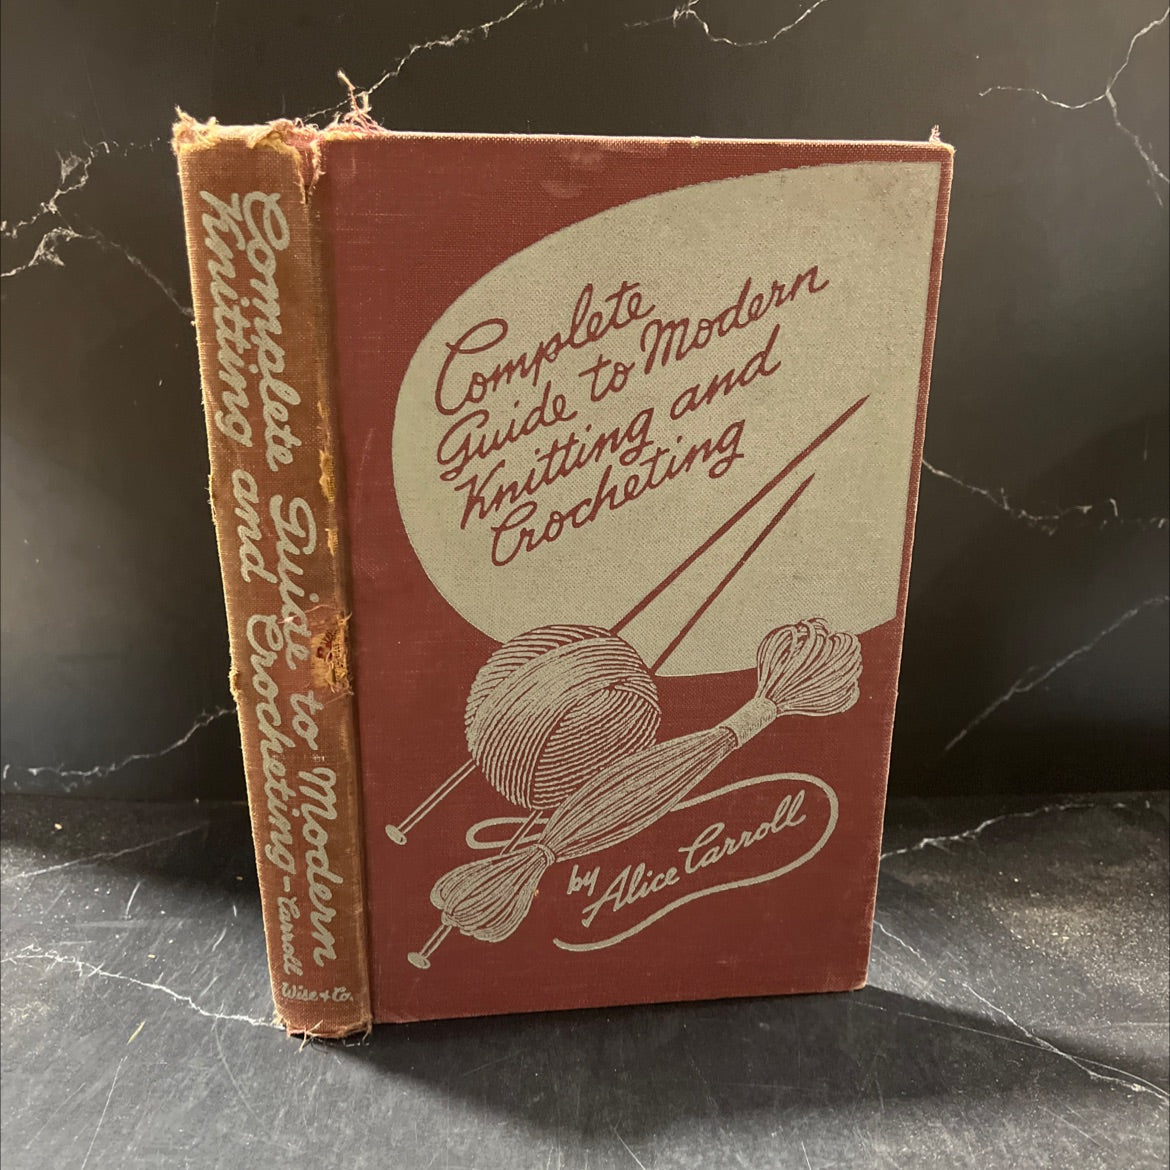 Complete Guide to Modern
Knitting and Crocheting - Carroll
Wise & Co.
Complete
Guide to Modern
Knitting and
Crocheting
by
Alice Carroll